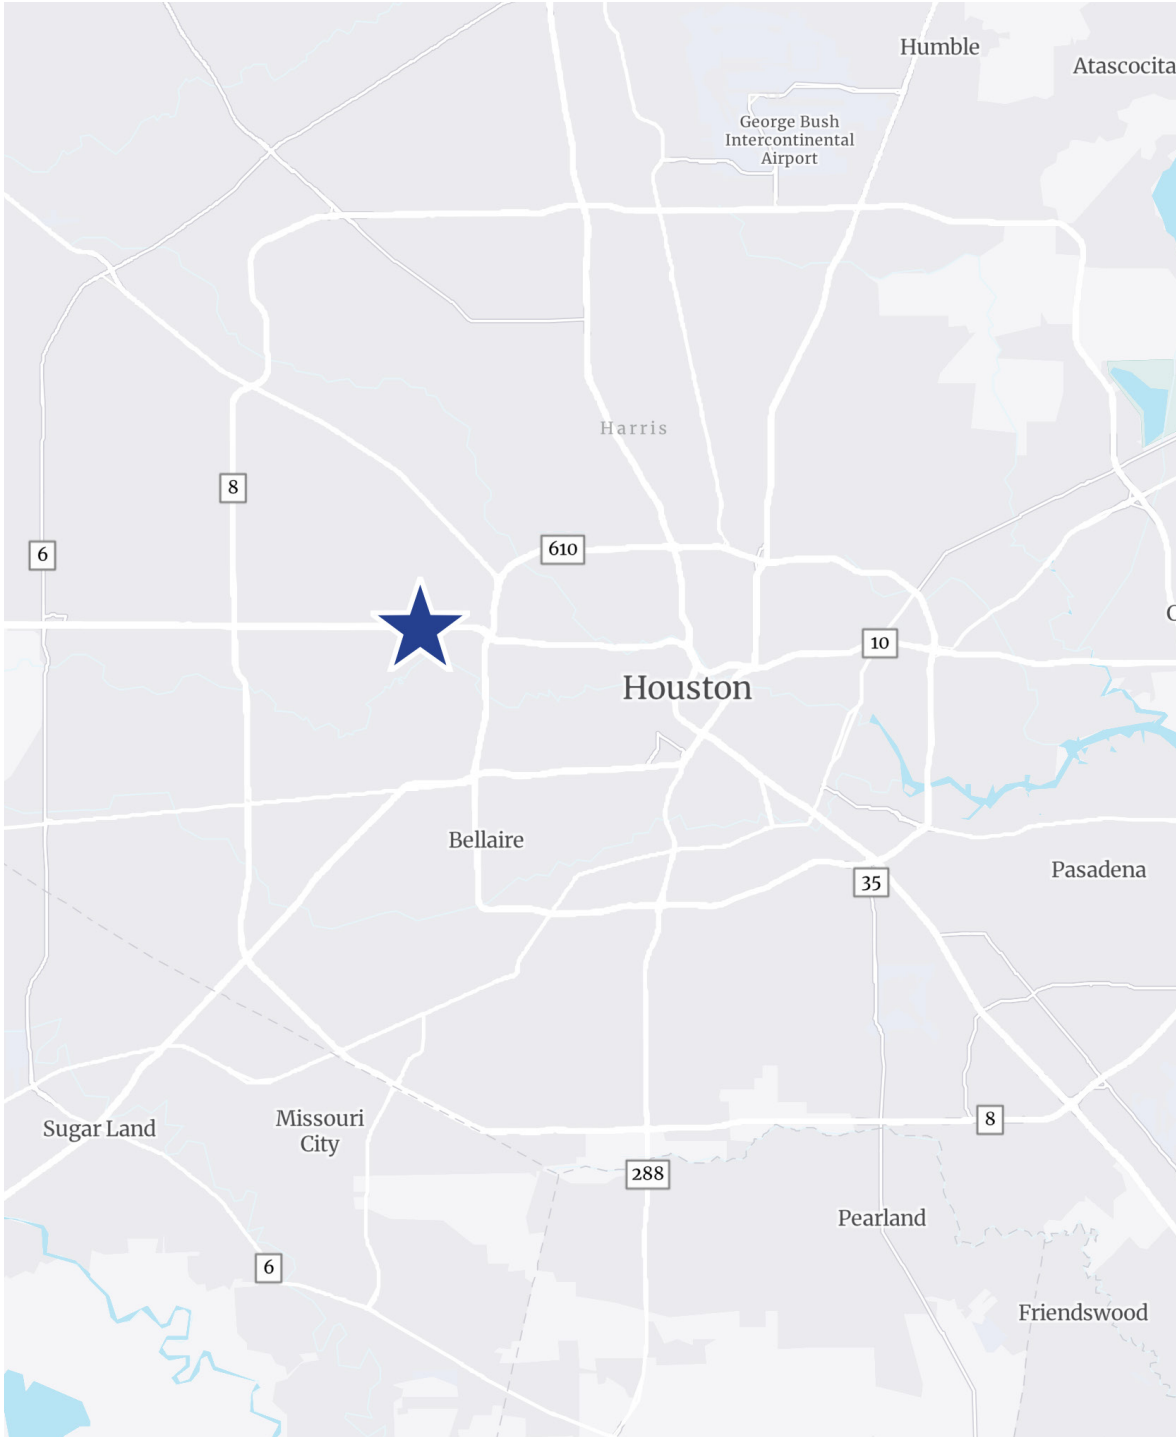 Humble
Atascocita
George Bush
Intercontinental
Airport
Harris
8
6
610
10
Houston
Bellaire
Pasadena
35
Sugar Land
Missouri
City
8
288
Pearland
6
Friendswood